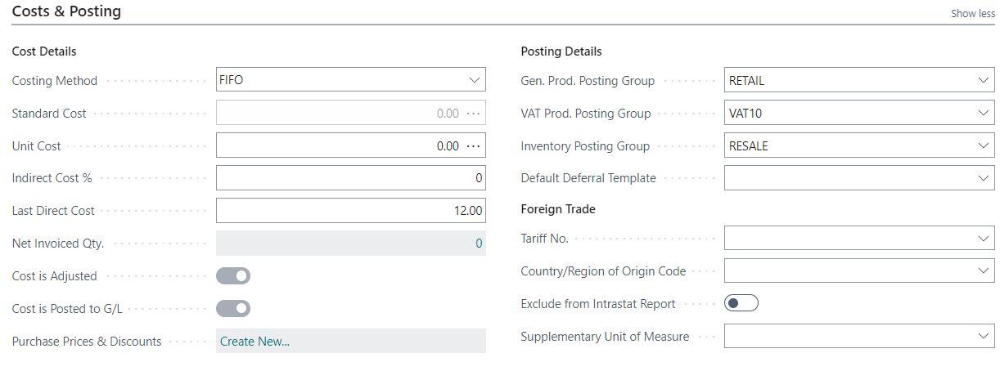 Costs & Posting
Show less
Cost Details
Costing Method
FIFO
Standard Cost
0.00
Unit Cost
0.00
Indirect Cost %
0
Last Direct Cost
12.00
Net Invoiced Qty.
0
Cost is Adjusted
Cost is Posted to G/L
Purchase Prices & Discounts
Create New...
Posting Details
Gen. Prod. Posting Group
RETAIL
VAT Prod. Posting Group
VAT10
Inventory Posting Group
RESALE
Default Deferral Template
Foreign Trade
Tariff No.
Country/Region of Origin Code
Exclude from Intrastat Report
Supplementary Unit of Measure